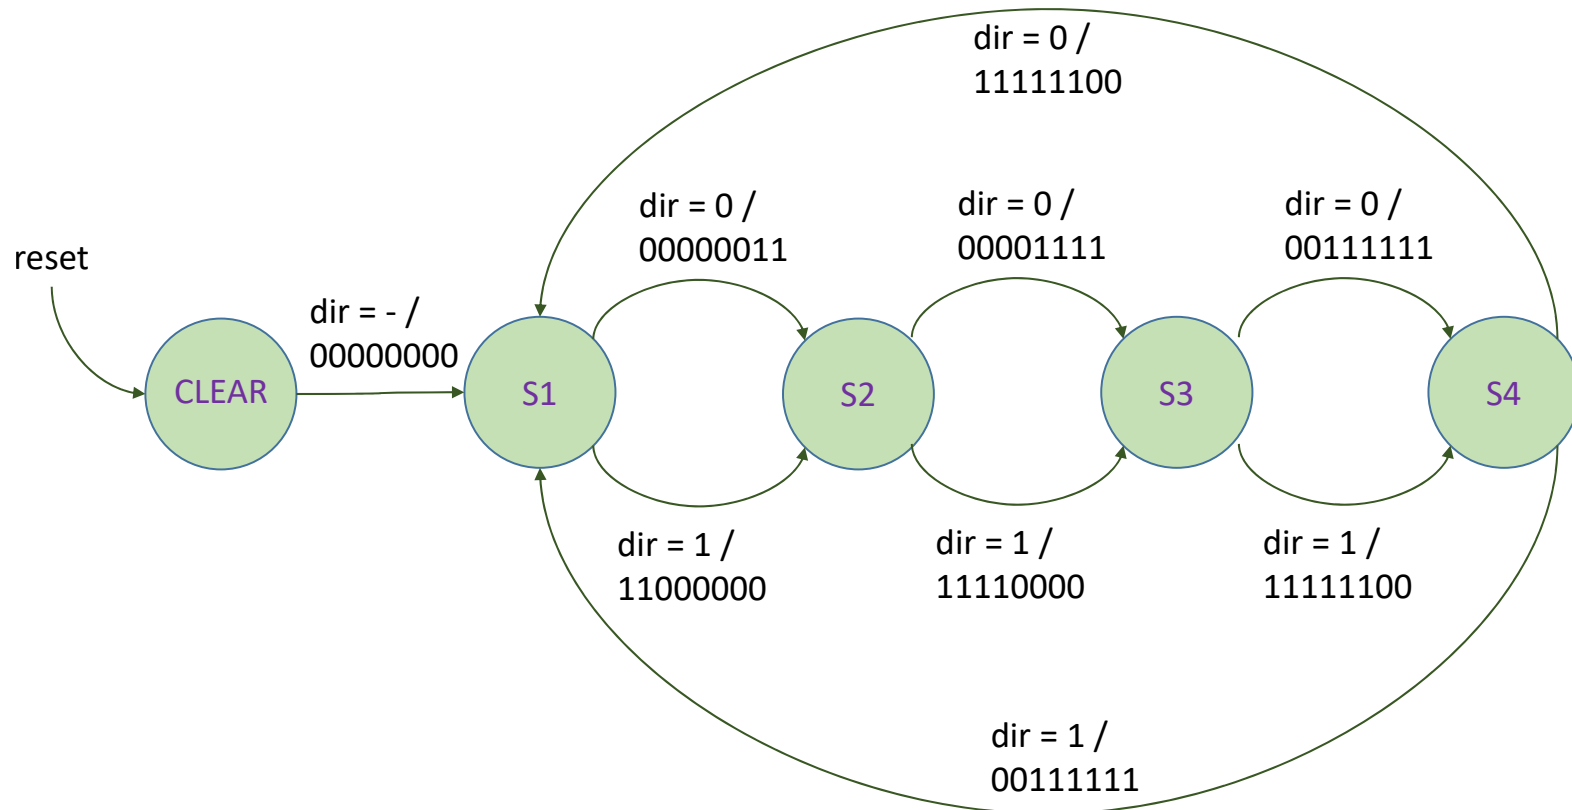 dir = 0 /
11111100
dir = 0 /
00000011
dir = 0 /
00001111
dir = 0 /
00111111
reset
dir = - /
00000000
CLEAR
S1
S2
S3
S4
dir = 1 /
11000000
dir = 1 /
11110000
dir = 1 /
11111100
dir = 1 /
00111111